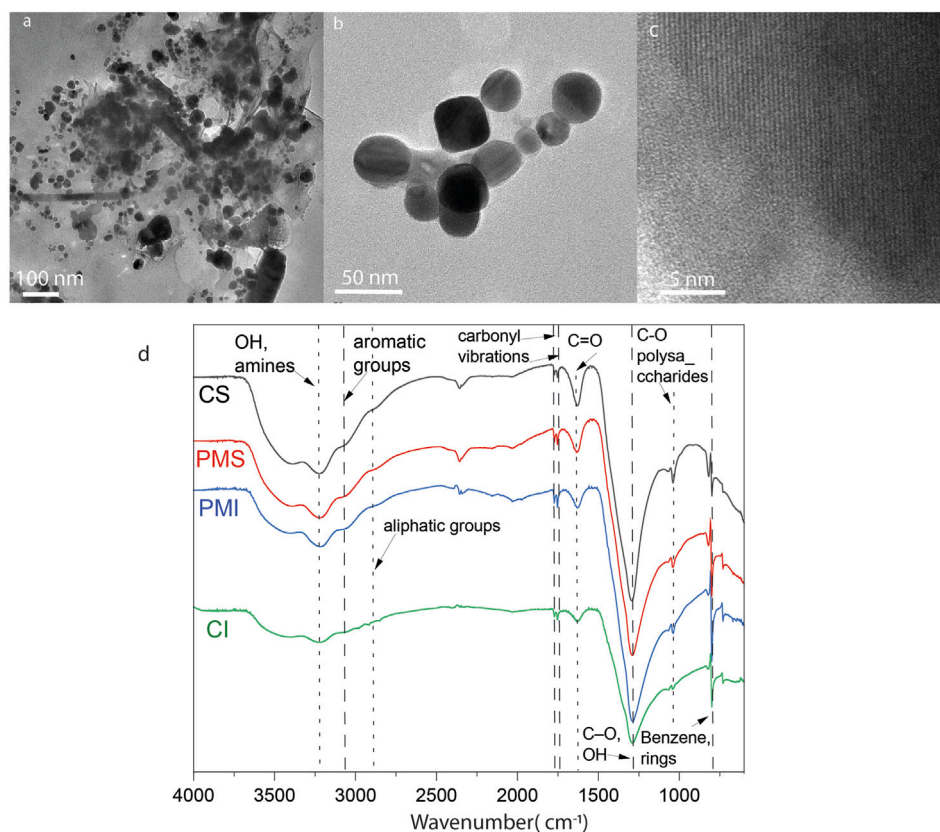 a
b
c
100 nm
50 nm
5 nm
d
OH,
amines
aromatic
groups
carbonyl
vibrations
C=O
C-O
polysa_
ccharides
CS
PMS
PMI
aliphatic groups
CI
C–O,
OH
Benzene,
rings
4000
3500
3000
2500
2000
1500
1000
Wavenumber( cm⁻¹)